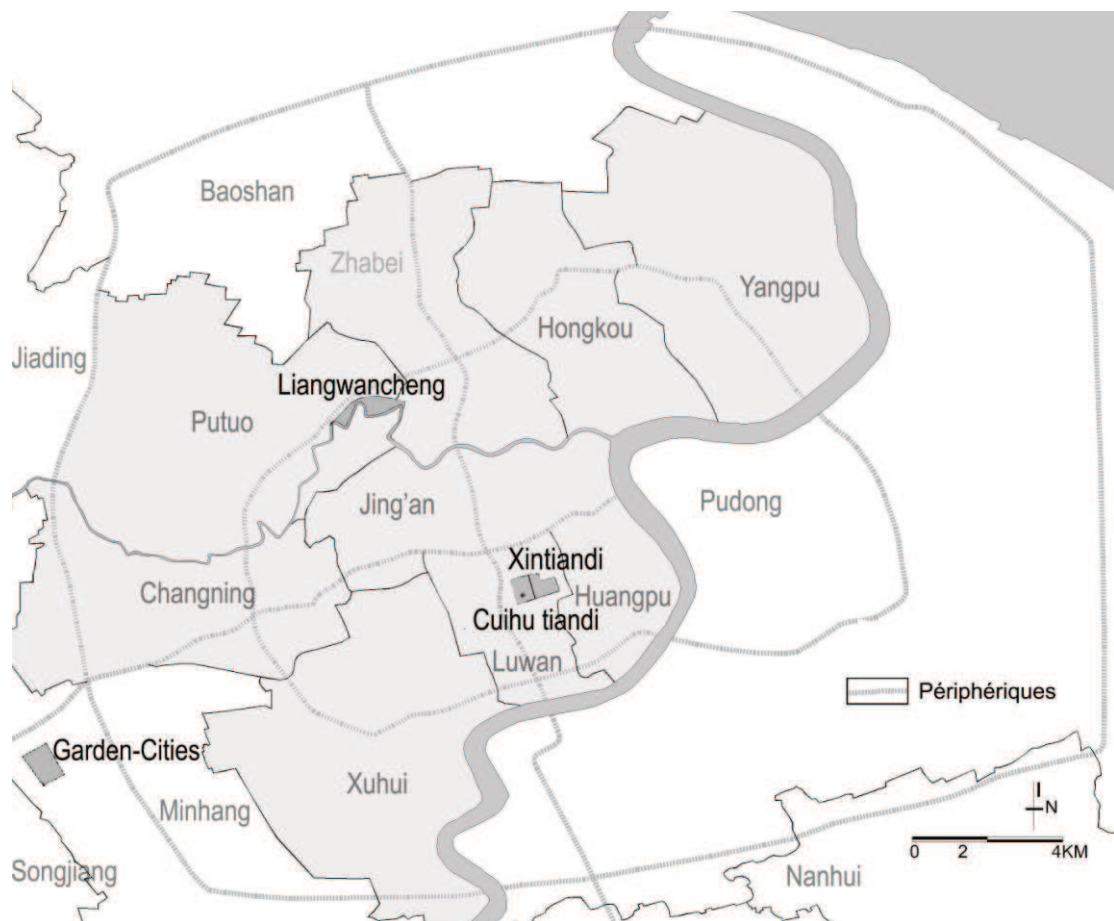 Baoshan
Zhabei
Yangpu
Hongkou
Jiading
Liangwancheng
Putuo
Jing'an
Pudong
Xintiandi
Changning
Huangpu
Cuihu tiandi
Luwan
Périphériques
Garden-Cities
Xuhui
Minhang
N
Songjiang
0 2 4KM
Nanhui